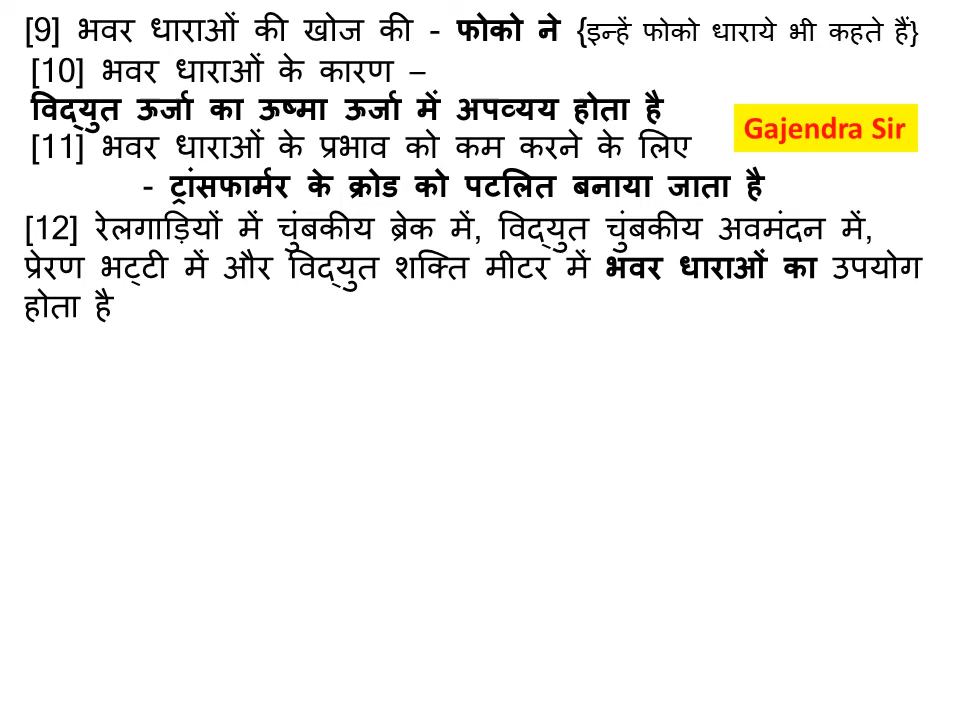 [9] भवर धाराओं की खोज की - फोको ने {इन्हें फोको धाराये भी कहते हैं}
[10] भवर धाराओं के कारण –
विद्युत ऊर्जा का ऊष्मा ऊर्जा में अपव्यय होता है
Gajendra Sir
[11] भवर धाराओं के प्रभाव को कम करने के लिए
- ट्रांसफार्मर के क्रोड को पटलित बनाया जाता है
[12] रेलगाड़ियों में चुंबकीय ब्रेक में, विद्युत चुंबकीय अवमंदन में,
प्रेरण भट्टी में और विद्युत शक्ति मीटर में भवर धाराओं का उपयोग
होता है